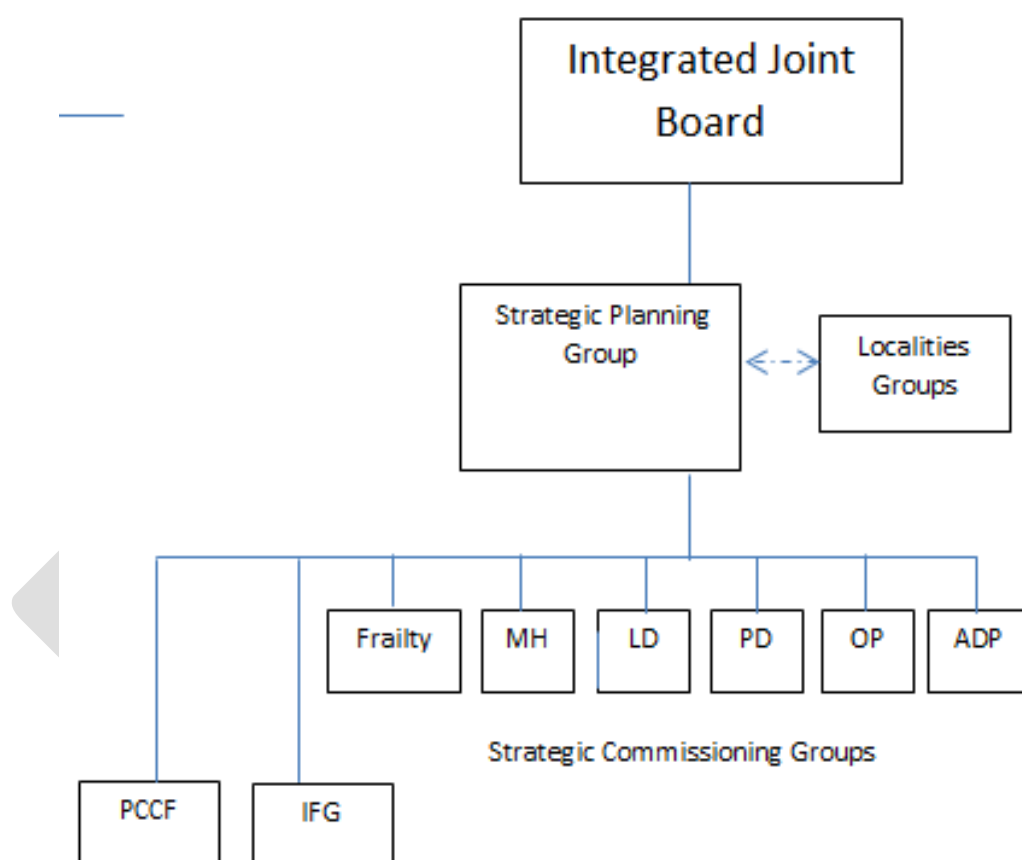 Integrated Joint
Board
Strategic Planning
Group
Localities
Groups
Frailty
MH
LD
PD
OP
ADP
Strategic Commissioning Groups
PCCF
IFG